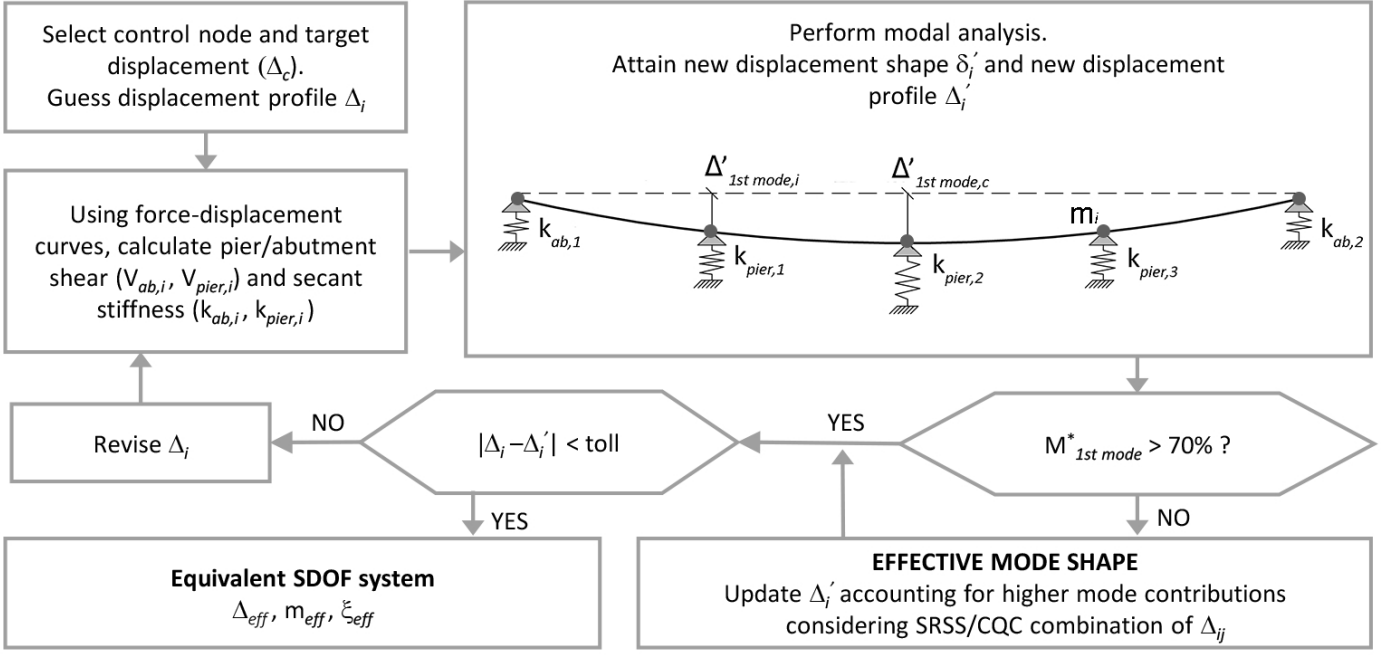 Select control node and target
displacement (Δc).
Guess displacement profile Δi
Using force-displacement
curves, calculate pier/abutment
shear (Vab,i, Vpier,i) and secant
stiffness (kab,i, kpier,i)
Perform modal analysis.
Attain new displacement shape δi′ and new displacement
profile Δi′
Δ′1st mode,i
Δ′1st mode,c
mi
kab,1
kpier,1
kpier,2
kpier,3
kab,2
M*1st mode > 70% ?
YES
NO
|Δi –Δi′| < toll
NO
YES
Revise Δi
EFFECTIVE MODE SHAPE
Update Δi′ accounting for higher mode contributions
considering SRSS/CQC combination of Δij
Equivalent SDOF system
Δeff, meff, ξeff